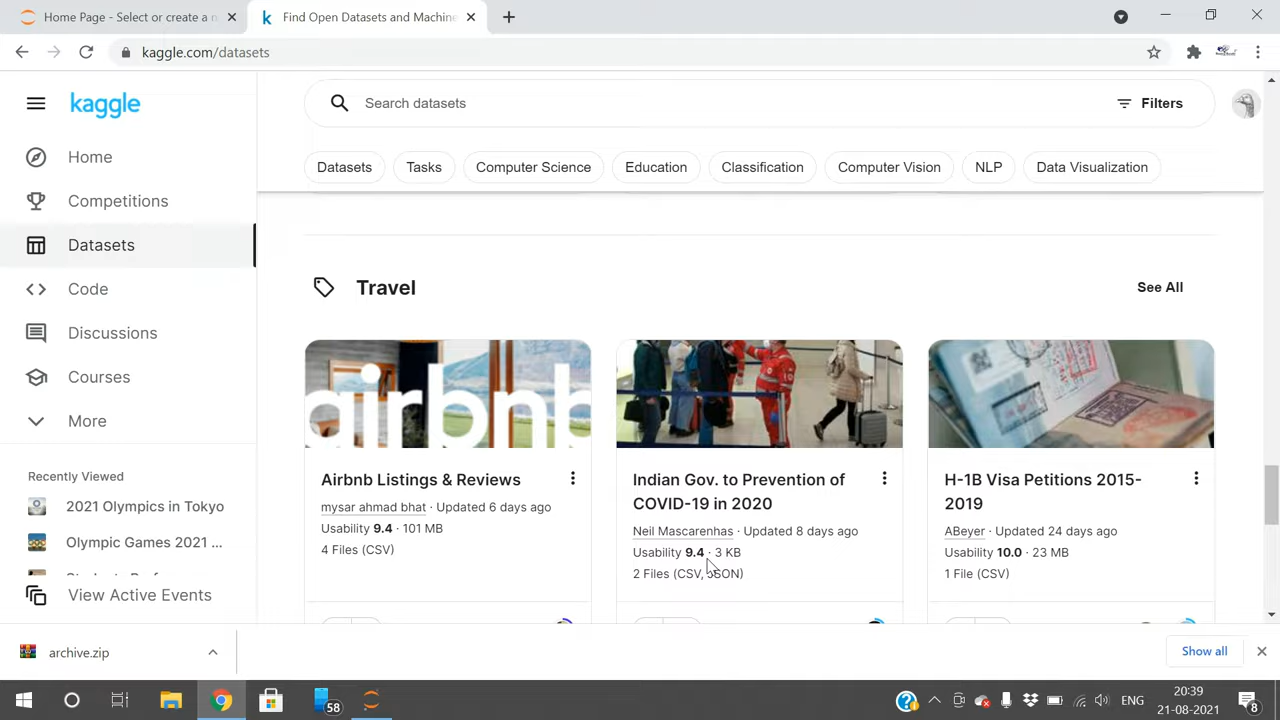 Home Page - Select or create a n
Find Open Datasets and Machine
kaggle.com/datasets
kaggle
Search datasets
Filters
Datasets
Tasks
Computer Science
Education
Classification
Computer Vision
NLP
Data Visualization
Home
Competitions
Datasets
Code
Discussions
Courses
More
Recently Viewed
2021 Olympics in Tokyo
Olympic Games 2021 ...
View Active Events
Travel
See All
airbnb
Airbnb Listings & Reviews
mysar ahmad bhat · Updated 6 days ago
Usability 9.4 · 101 MB
4 Files (CSV)
Indian Gov. to Prevention of
COVID-19 in 2020
Neil Mascarenhas · Updated 8 days ago
Usability 9.4 · 3 KB
2 Files (CSV, JSON)
H-1B Visa Petitions 2015-
2019
ABeyer · Updated 24 days ago
Usability 10.0 · 23 MB
1 File (CSV)
archive.zip
Show all
58
ENG
20:39
21-08-2021
8